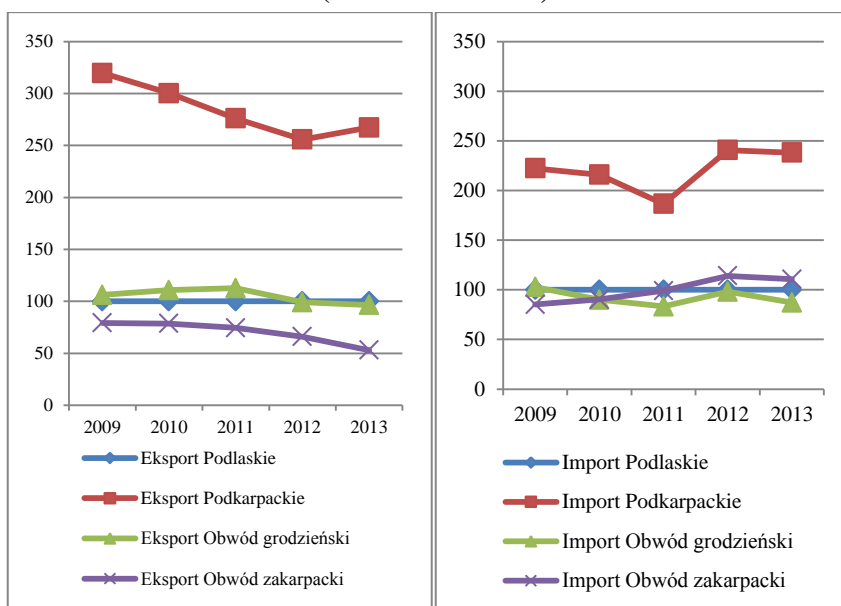 350
300
250
200
150
100
50
0
2009 2010 2011 2012 2013
Eksport Podlaskie
Eksport Podkarpackie
Eksport Obwód grodzieński
Eksport Obwód zakarpacki
350
300
250
200
150
100
50
0
2009 2010 2011 2012 2013
Import Podlaskie
Import Podkarpackie
Import Obwód grodzieński
Import Obwód zakarpacki